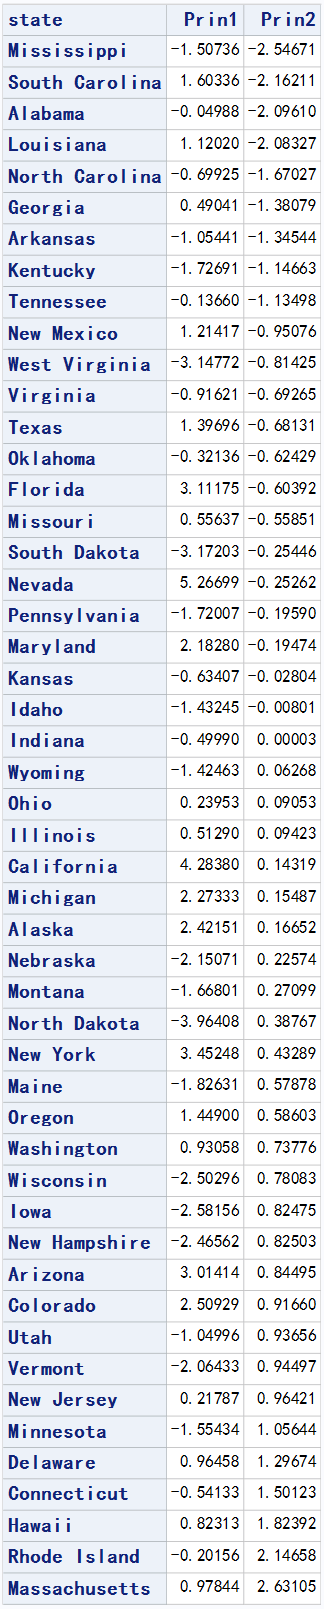 state Prin1 Prin2
Mississippi -1.50736 -2.54671
South Carolina 1.60336 -2.16211
Alabama -0.04988 -2.09610
Louisiana 1.12020 -2.08327
North Carolina -0.69925 -1.67027
Georgia 0.49041 -1.38079
Arkansas -1.05441 -1.34544
Kentucky -1.72691 -1.14663
Tennessee -0.13660 -1.13498
New Mexico 1.21417 -0.95076
West Virginia -3.14772 -0.81425
Virginia -0.91621 -0.69265
Texas 1.39696 -0.68131
Oklahoma -0.32136 -0.62429
Florida 3.11175 -0.60392
Missouri 0.55637 -0.55851
South Dakota -3.17203 -0.25446
Nevada 5.26699 -0.25262
Pennsylvania -1.72007 -0.19590
Maryland 2.18280 -0.19474
Kansas -0.63407 -0.02804
Idaho -1.43245 -0.00801
Indiana -0.49990 0.00003
Wyoming -1.42463 0.06268
Ohio 0.23953 0.09053
Illinois 0.51290 0.09423
California 4.28380 0.14319
Michigan 2.27333 0.15487
Alaska 2.42151 0.16652
Nebraska -2.15071 0.22574
Montana -1.66801 0.27099
North Dakota -3.96408 0.38767
New York 3.45248 0.43289
Maine -1.82631 0.57878
Oregon 1.44900 0.58603
Washington 0.93058 0.73776
Wisconsin -2.50296 0.78083
Iowa -2.58156 0.82475
New Hampshire -2.46562 0.82503
Arizona 3.01414 0.84495
Colorado 2.50929 0.91660
Utah -1.04996 0.93656
Vermont -2.06433 0.94497
New Jersey 0.21787 0.96421
Minnesota -1.55434 1.05644
Delaware 0.96458 1.29674
Connecticut -0.54133 1.50123
Hawaii 0.82313 1.82392
Rhode Island -0.20156 2.14658
Massachusetts 0.97844 2.63105